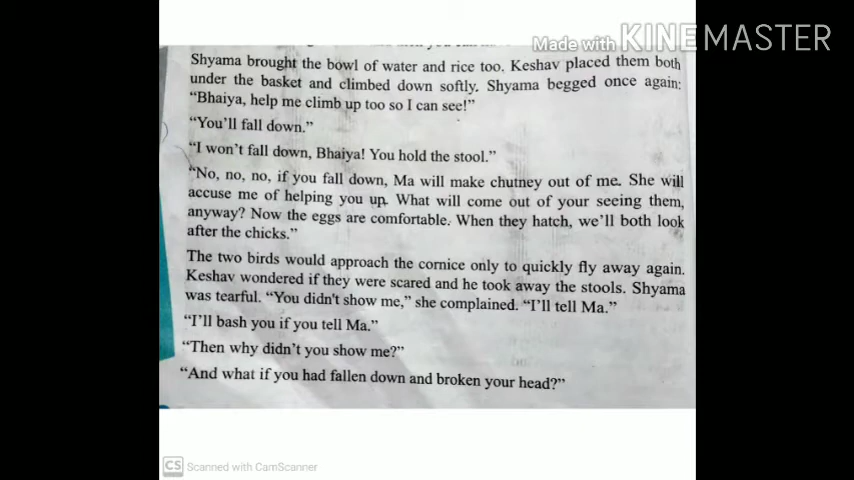 Made with KINEMASTER
Shyama brought the bowl of water and rice too. Keshav placed them both
under the basket and climbed down softly. Shyama begged once again:
“Bhaiya, help me climb up too so I can see!”
“You’ll fall down.”
“I won’t fall down, Bhaiya! You hold the stool.”
“No, no, no, if you fall down, Ma will make chutney out of me. She will
accuse me of helping you up. What will come out of your seeing them,
anyway? Now the eggs are comfortable. When they hatch, we’ll both look
after the chicks.”
The two birds would approach the cornice only to quickly fly away again.
Keshav wondered if they were scared and he took away the stools. Shyama
was tearful. “You didn't show me,” she complained. “I’ll tell Ma.”
“I’ll bash you if you tell Ma.”
“Then why didn’t you show me?”
“And what if you had fallen down and broken your head?”
CS Scanned with CamScanner